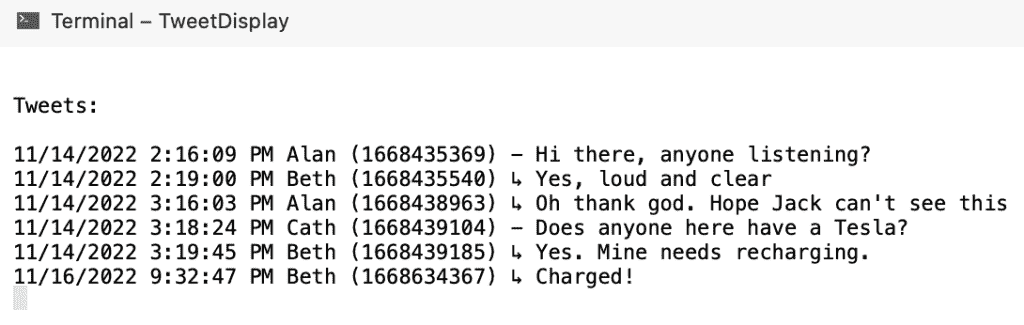 Terminal – TweetDisplay
Tweets:
11/14/2022 2:16:09 PM Alan (1668435369) – Hi there, anyone listening?
11/14/2022 2:19:00 PM Beth (1668435540) ↳ Yes, loud and clear
11/14/2022 3:16:03 PM Alan (1668438963) ↳ Oh thank god. Hope Jack can't see this
11/14/2022 3:18:24 PM Cath (1668439104) – Does anyone here have a Tesla?
11/14/2022 3:19:45 PM Beth (1668439185) ↳ Yes. Mine needs recharging.
11/16/2022 9:32:47 PM Beth (1668634367) ↳ Charged!